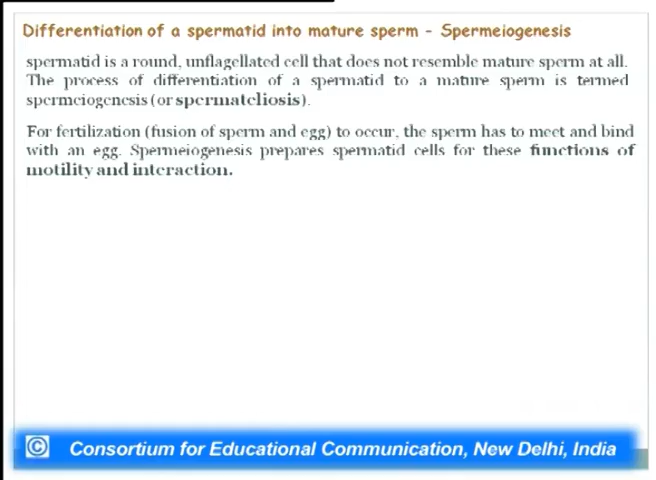 Differentiation of a spermatid into mature sperm - Spermeiogenesis
spermatid is a round, unflagellated cell that does not resemble mature sperm at all.
The process of differentiation of a spermatid to a mature sperm is termed
spermeiogenesis (or spermateliosis).
For fertilization (fusion of sperm and egg) to occur, the sperm has to meet and bind
with an egg. Spermeiogenesis prepares spermatid cells for these functions of
motility and interaction.
© Consortium for Educational Communication, New Delhi, India